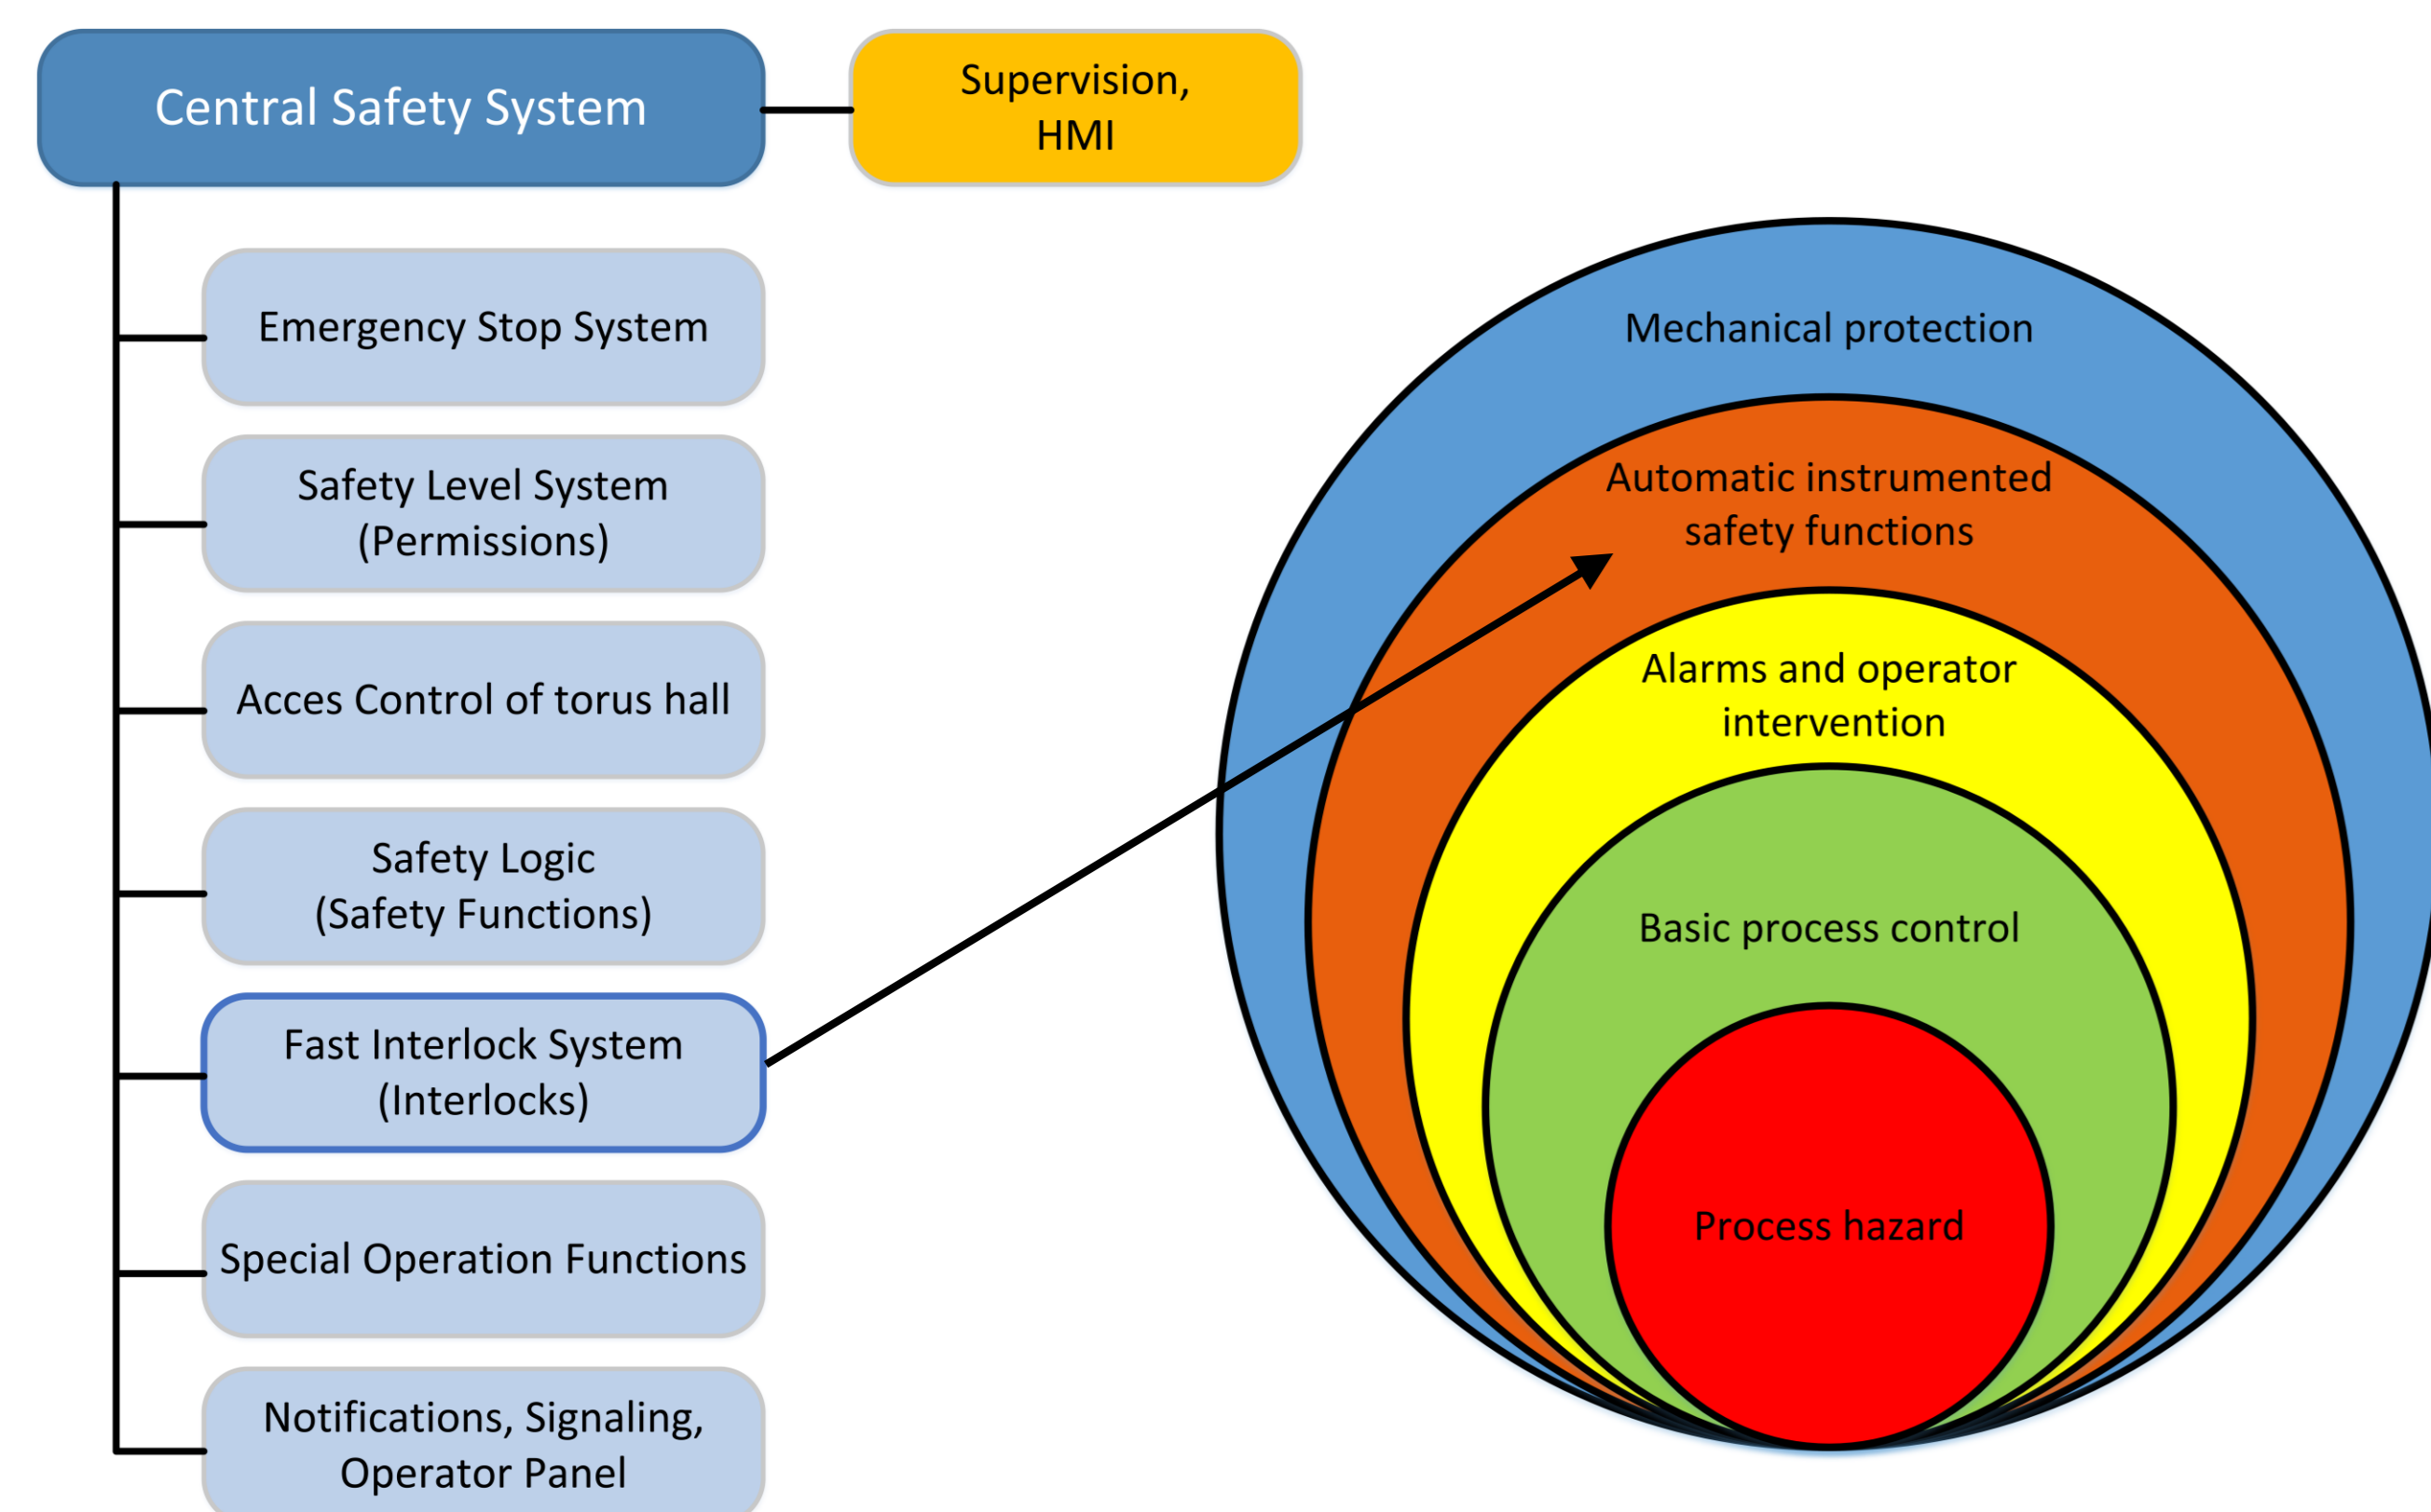 Central Safety System
Supervision,
HMI
Emergency Stop System
Safety Level System
(Permissions)
Acces Control of torus hall
Safety Logic
(Safety Functions)
Fast Interlock System
(Interlocks)
Special Operation Functions
Notifications, Signaling,
Operator Panel
Mechanical protection
Automatic instrumented
safety functions
Alarms and operator
intervention
Basic process control
Process hazard